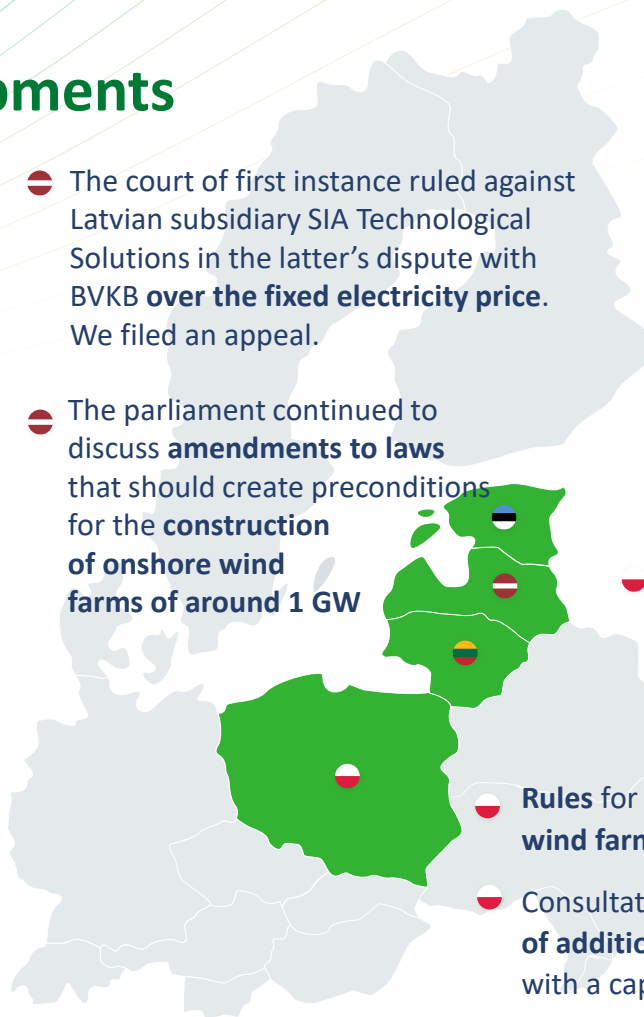 pments
The court of first instance ruled against
Latvian subsidiary SIA Technological
Solutions in the latter’s dispute with
BVKB over the fixed electricity price.
We filed an appeal.
The parliament continued to
discuss amendments to laws
that should create preconditions
for the construction
of onshore wind
farms of around 1 GW
Rules for
wind farm
Consultat
of additio
with a cap